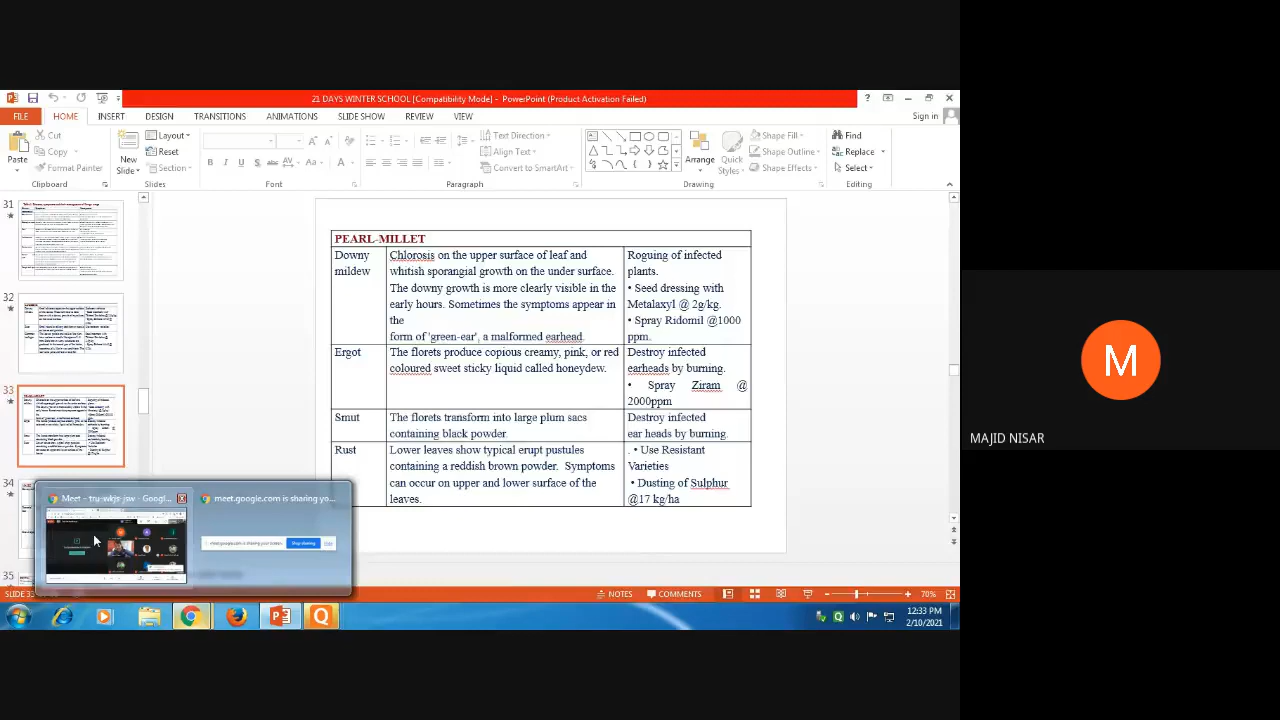 21 DAYS WINTER SCHOOL [Compatibility Mode] - PowerPoint (Product Activation Failed)
FILE HOME INSERT DESIGN TRANSITIONS ANIMATIONS SLIDE SHOW REVIEW VIEW Sign in
Paste
Cut
Copy
Format Painter
Clipboard
New
Slide
Layout
Reset
Section
Slides
Font
Text Direction
Align Text
Convert to SmartArt
Paragraph
Arrange
Quick
Styles
Shape Fill
Shape Outline
Shape Effects
Drawing
Find
Replace
Select
Editing
31
32
33
34
35
PEARL-MILLET
Downy
mildew
Chlorosis on the upper surface of leaf and
whitish sporangial growth on the under surface.
The downy growth is more clearly visible in the
early hours. Sometimes the symptoms appear in
the
form of 'green-ear', a malformed earhead.
Roguing of infected
plants.
• Seed dressing with
Metalaxyl @ 2g/kg.
• Spray Ridomil @1000
ppm.
Ergot
The florets produce copious creamy, pink, or red
coloured sweet sticky liquid called honeydew.
Destroy infected
earheads by burning.
• Spray Ziram @
2000ppm
Smut
The florets transform into large plum sacs
containing black powder.
Destroy infected
ear heads by burning.
Rust
Lower leaves show typical erupt pustules
containing a reddish brown powder. Symptoms
can occur on upper and lower surface of the
leaves.
. • Use Resistant
Varieties
• Dusting of Sulphur
@17 kg/ha
Meet - try-wkjs-jsw - Googl...
meet.google.com is sharing yo...
Stop sharing
SLIDE 33
NOTES
COMMENTS
70%
12:33 PM
2/10/2021
M
MAJID NISAR